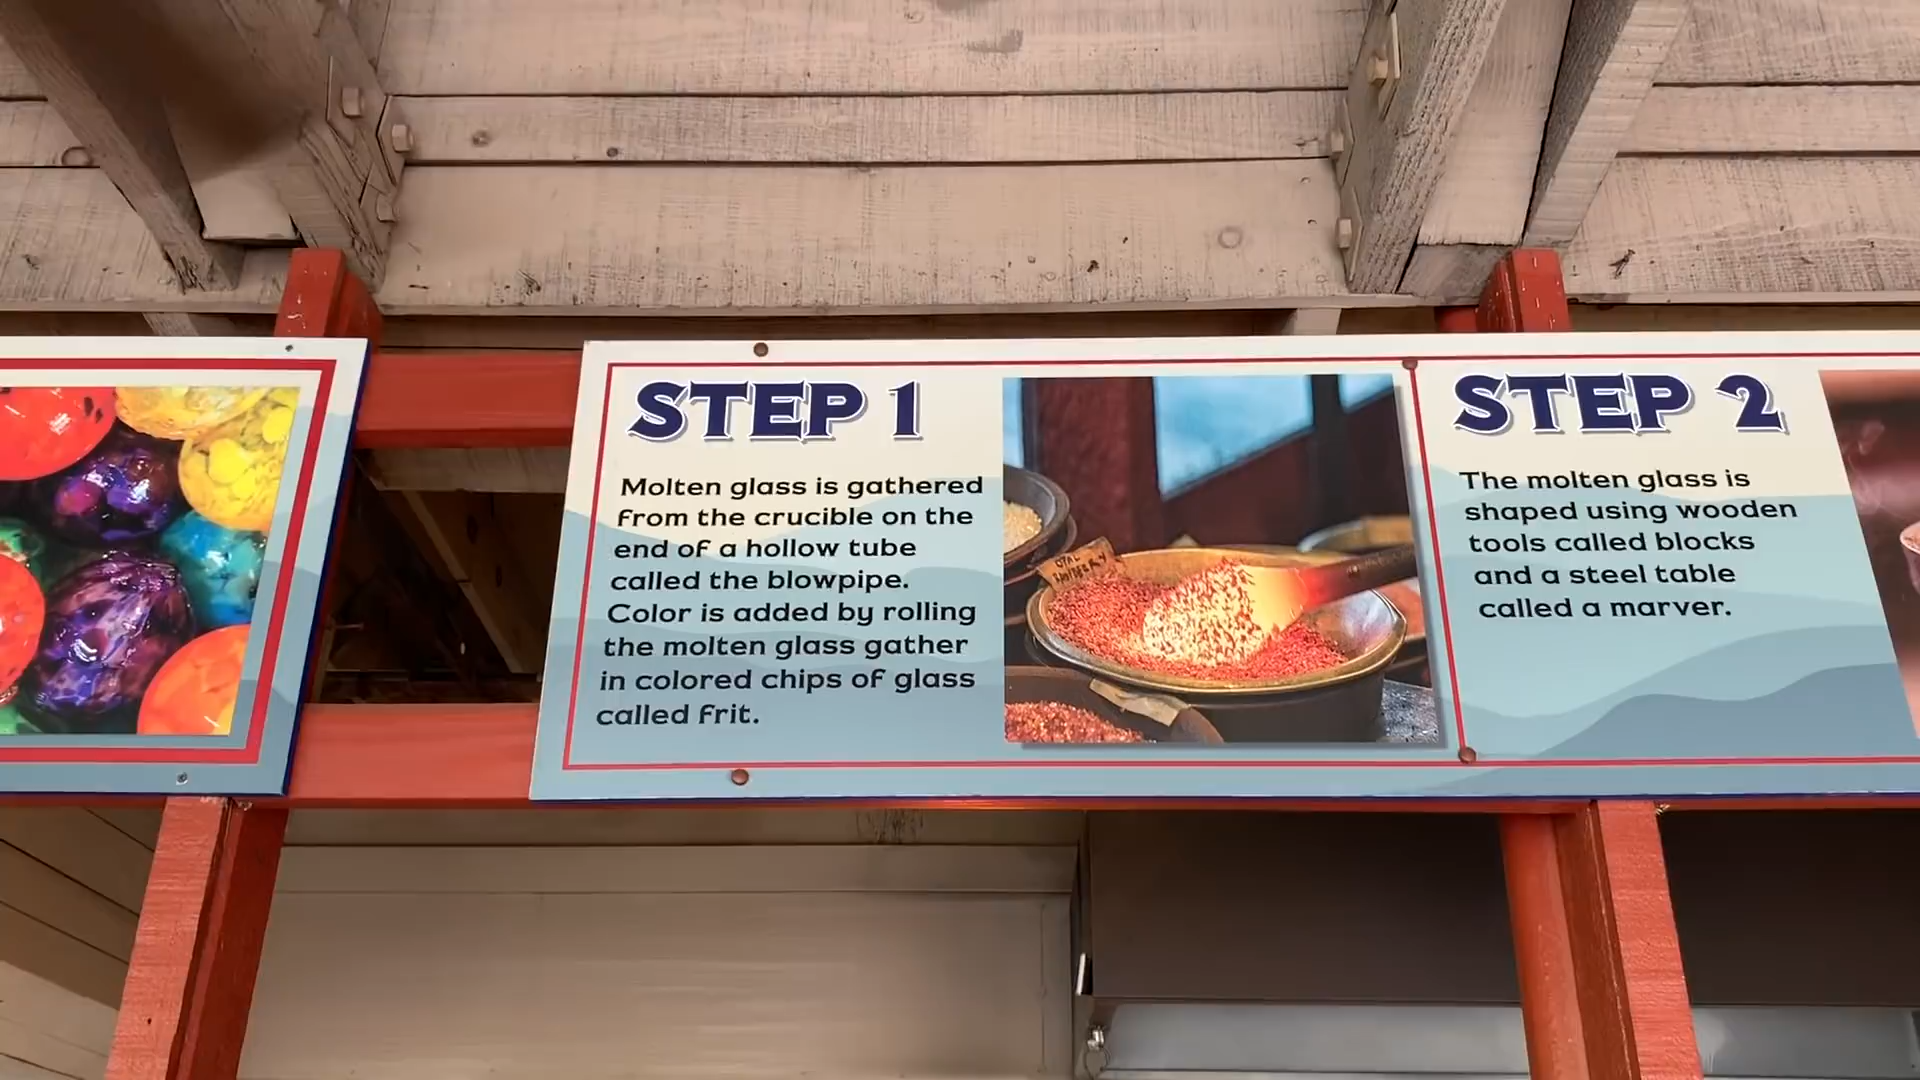 STEP 1
Molten glass is gathered
from the crucible on the
end of a hollow tube
called the blowpipe.
Color is added by rolling
the molten glass gather
in colored chips of glass
called frit.
STEP 2
The molten glass is
shaped using wooden
tools called blocks
and a steel table
called a marver.